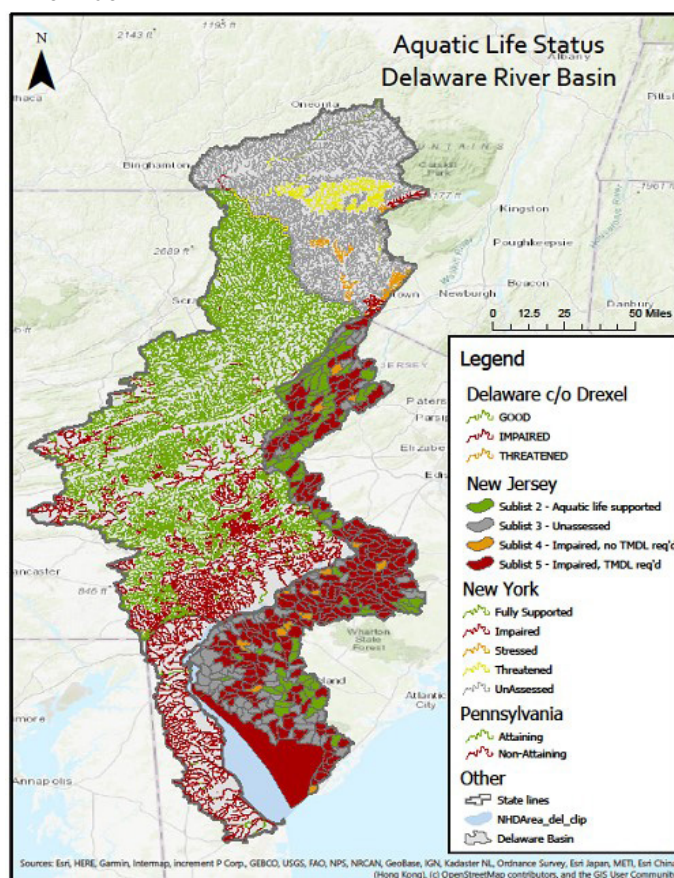 Aquatic Life Status
Delaware River Basin
N
2143 ft
1195 ft
Albany
Oneonta
Binghamton
Park
Kingston
1961 ft
2689 ft
Poughkeepsie
Beacon
Newburgh
Danbury
0 12.5 25 50 Miles
JERSEY
Legend
Delaware c/o Drexel
GOOD
IMPAIRED
THREATENED
New Jersey
Sublist 2 - Aquatic life supported
Sublist 3 - Unassessed
Sublist 4 - Impaired, no TMDL req'd
Sublist 5 - Impaired, TMDL req'd
New York
Fully Supported
Impaired
Stressed
Threatened
UnAssessed
Pennsylvania
Attaining
Non-Attaining
Other
State lines
NHDArea_del_clip
Delaware Basin
ancaster
846 ft
Wharton
State
Forest
Atlantic
City
Annapolis
Sources: Esri, HERE, Garmin, Intermap, increment P Corp., GEBCO, USGS, FAO, NPS, NRCAN, GeoBase, IGN, Kadaster NL, Ordnance Survey, Esri Japan, METI, Esri China
(Hong Kong), (c) OpenStreetMap contributors, and the GIS User Community